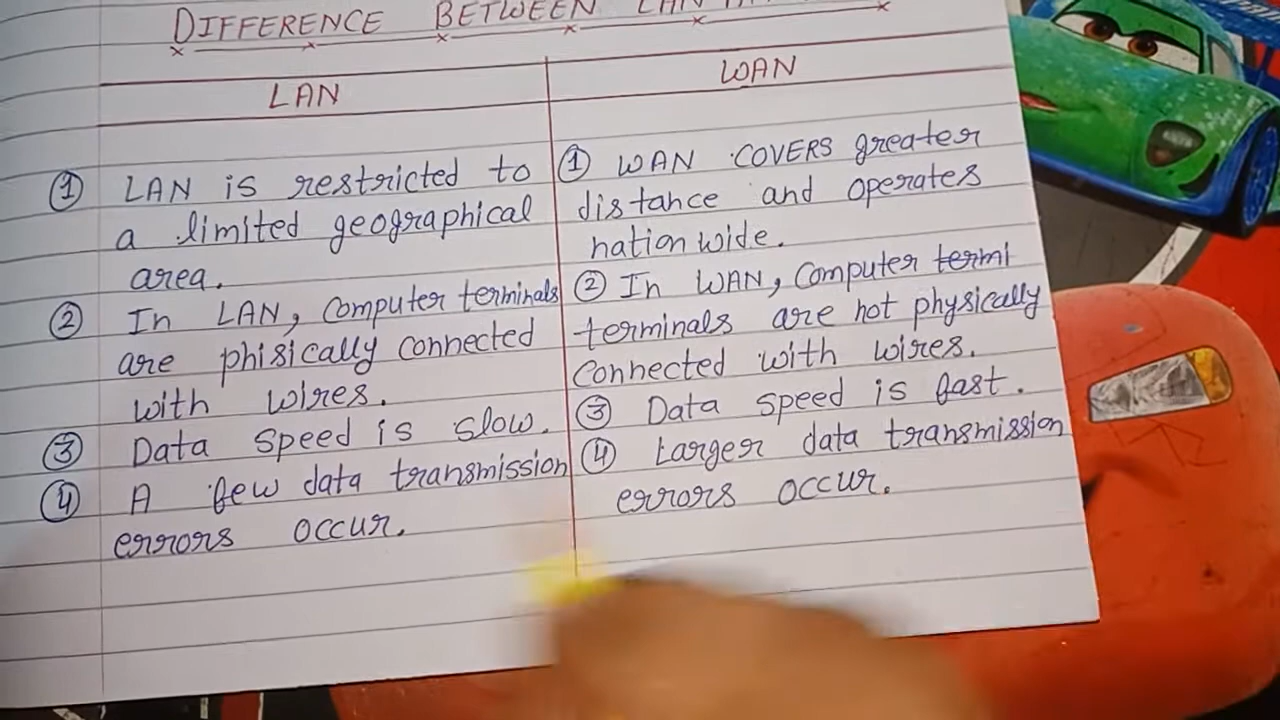 DIFFERENCE BETWEEN LAN
LAN
① LAN is restricted to
a limited geographical
area.
② In LAN, computer terminals
are phisically connected
with wires.
③ Data speed is slow.
④ A few data transmission
errors occur.
WAN
① WAN COVERS greater
distance and operates
nation wide.
② In WAN, Computer termi
terminals are not physically
connected with wires.
③ Data speed is fast.
④ Larger data transmission
errors occur.